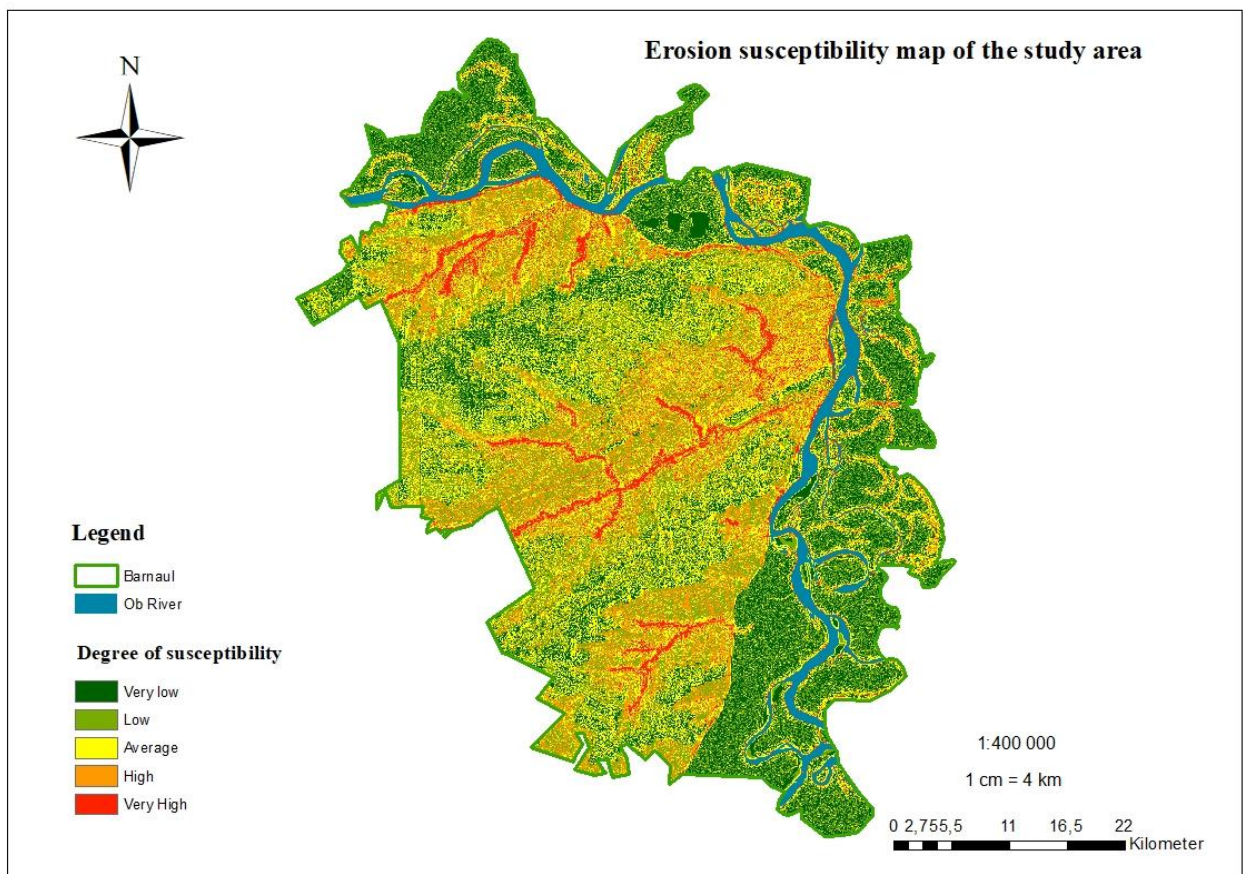 Erosion susceptibility map of the study area
N
Legend
Barnaul
Ob River
Degree of susceptibility
Very low
Low
Average
High
Very High
1:400 000
1 cm = 4 km
0 2,755,5 11 16,5 22
Kilometer